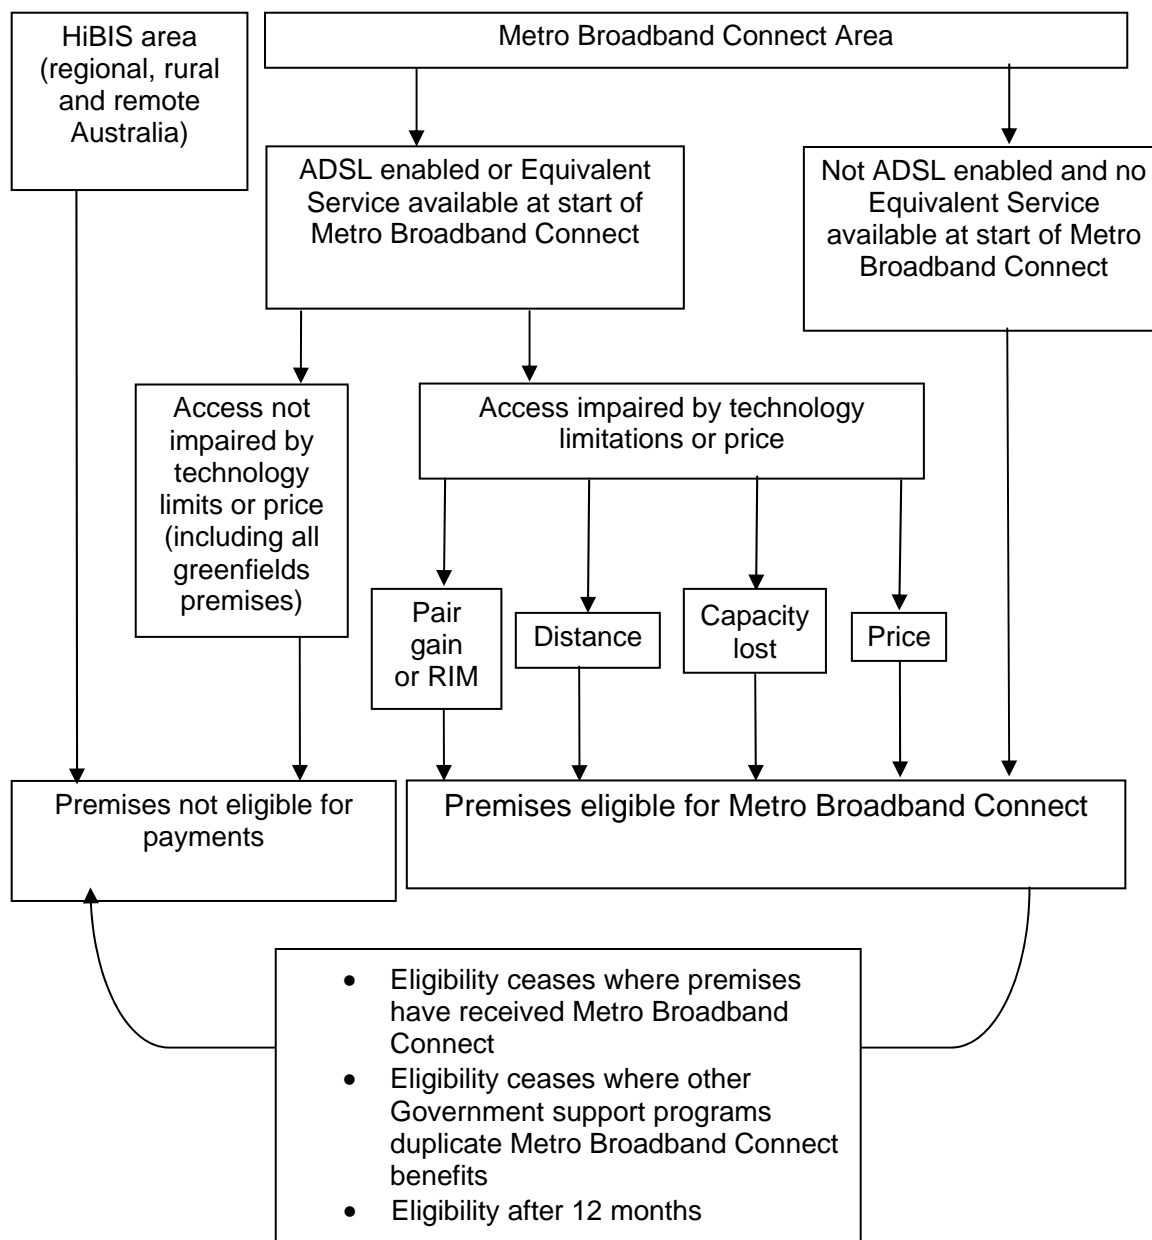 HiBIS area
(regional, rural
and remote
Australia)
Metro Broadband Connect Area
ADSL enabled or Equivalent
Service available at start of
Metro Broadband Connect
Not ADSL enabled and no
Equivalent Service
available at start of Metro
Broadband Connect
Access not
impaired by
technology
limits or price
(including all
greenfields
premises)
Access impaired by technology
limitations or price
Pair
gain
or RIM
Distance
Capacity
lost
Price
Premises not eligible for
payments
Premises eligible for Metro Broadband Connect
• Eligibility ceases where premises
have received Metro Broadband
Connect
• Eligibility ceases where other
Government support programs
duplicate Metro Broadband Connect
benefits
• Eligibility after 12 months